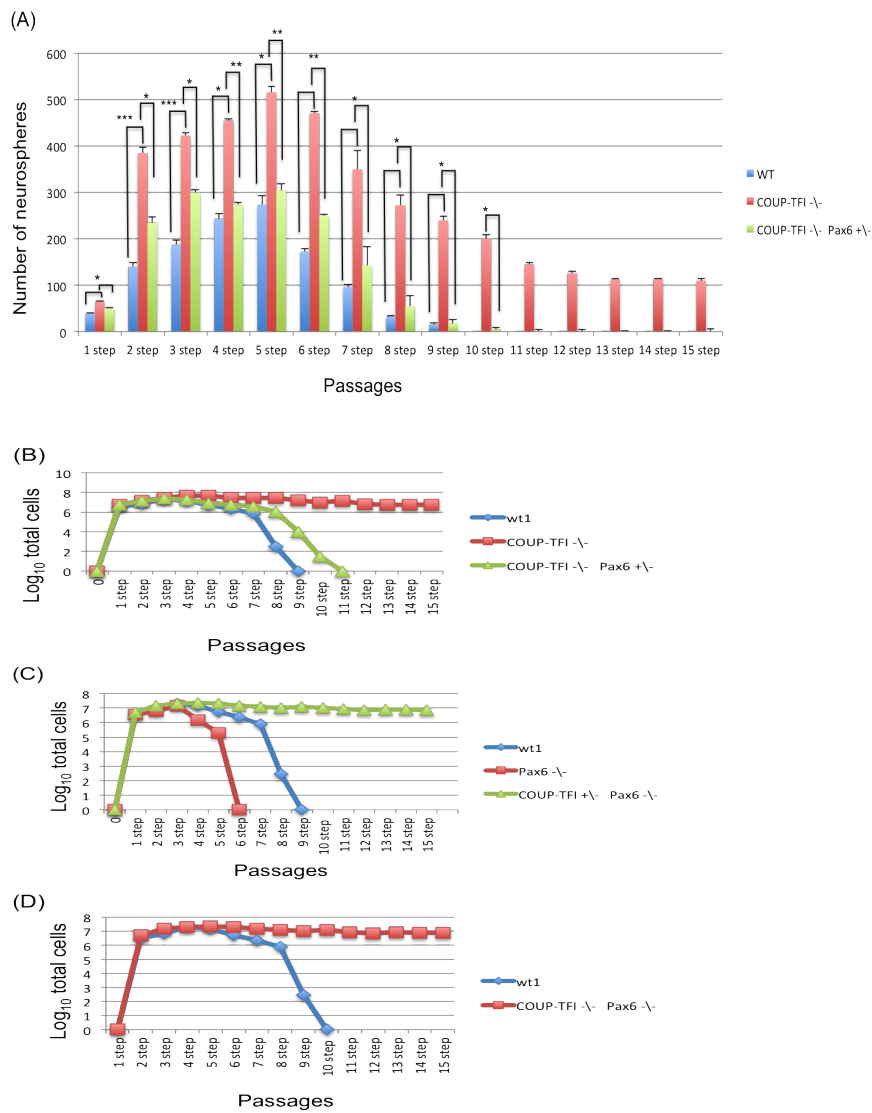 (A)
Number of neurospheres
600
500
400
300
200
100
0
* *** * *** * * ** * ** ** * * * *
1 step 2 step 3 step 4 step 5 step 6 step 7 step 8 step 9 step 10 step 11 step 12 step 13 step 14 step 15 step
Passages
WT
COUP-TFI -\-
COUP-TFI -\- Pax6 +\-
(B)
Log10 total cells
10
8
6
4
2
0
0 1 step 2 step 3 step 4 step 5 step 6 step 7 step 8 step 9 step 10 step 11 step 12 step 13 step 14 step 15 step
Passages
wt1
COUP-TFI -\-
COUP-TFI -\- Pax6 +\-
(C)
Log10 total cells
8
7
6
5
4
3
2
1
0
0 1 step 2 step 3 step 4 step 5 step 6 step 7 step 8 step 9 step 10 step 11 step 12 step 13 step 14 step 15 step
Passages
wt1
Pax6 -\-
COUP-TFI +\- Pax6 -\-
(D)
Log10 total cells
8
7
6
5
4
3
2
1
0
1 step 2 step 3 step 4 step 5 step 6 step 7 step 8 step 9 step 10 step 11 step 12 step 13 step 14 step 15 step
Passages
wt1
COUP-TFI -\- Pax6 -\-